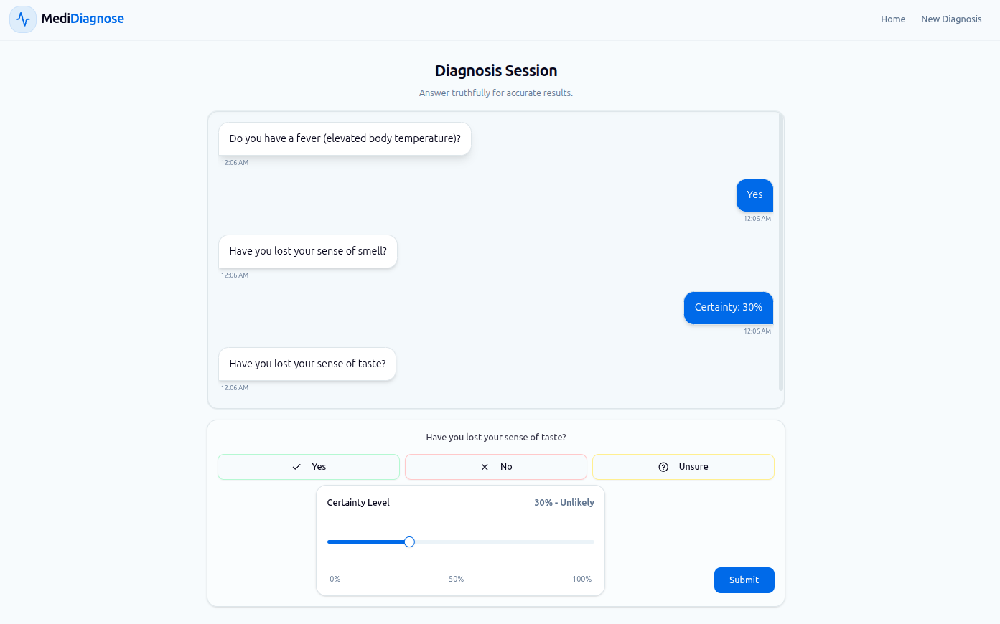 MediDiagnose
Home New Diagnosis
Diagnosis Session
Answer truthfully for accurate results.
Do you have a fever (elevated body temperature)?
12:06 AM
Yes
12:06 AM
Have you lost your sense of smell?
12:06 AM
Certainty: 30%
12:06 AM
Have you lost your sense of taste?
12:06 AM
Have you lost your sense of taste?
Yes No Unsure
Certainty Level 30% - Unlikely
0% 50% 100%
Submit